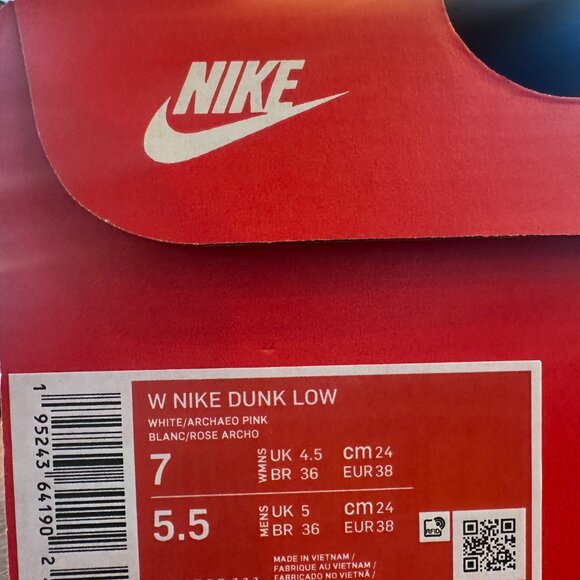 NIKE
W NIKE DUNK LOW
WHITE/ARCHAEO PINK
BLANC/ROSE ARCHO
7 WMNS UK 4.5 cm 24
BR 36 EUR 38
5.5 MENS UK 5 cm 24
BR 36 EUR 38
RFID
MADE IN VIETNAM/
FABRIQUE AU VIETNAM/
FABRICADO NO VIETNÃ/
1 95243 64190 2